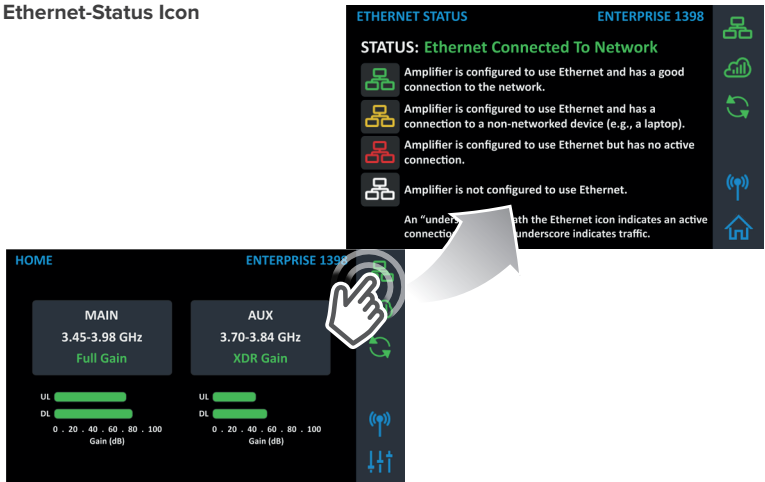 Ethernet-Status Icon
ETHERNET STATUS ENTERPRISE 1398
STATUS: Ethernet Connected To Network
Amplifier is configured to use Ethernet and has a good
connection to the network.
Amplifier is configured to use Ethernet and has a
connection to a non-networked device (e.g., a laptop).
Amplifier is configured to use Ethernet but has no active
connection.
Amplifier is not configured to use Ethernet.
An “unders ath the Ethernet icon indicates an active
connectio underscore indicates traffic.
HOME ENTERPRISE 1398
MAIN
3.45-3.98 GHz
Full Gain
AUX
3.70-3.84 GHz
XDR Gain
UL
DL
0 . 20 . 40 . 60 . 80 . 100
Gain (dB)
UL
DL
0 . 20 . 40 . 60 . 80 . 100
Gain (dB)